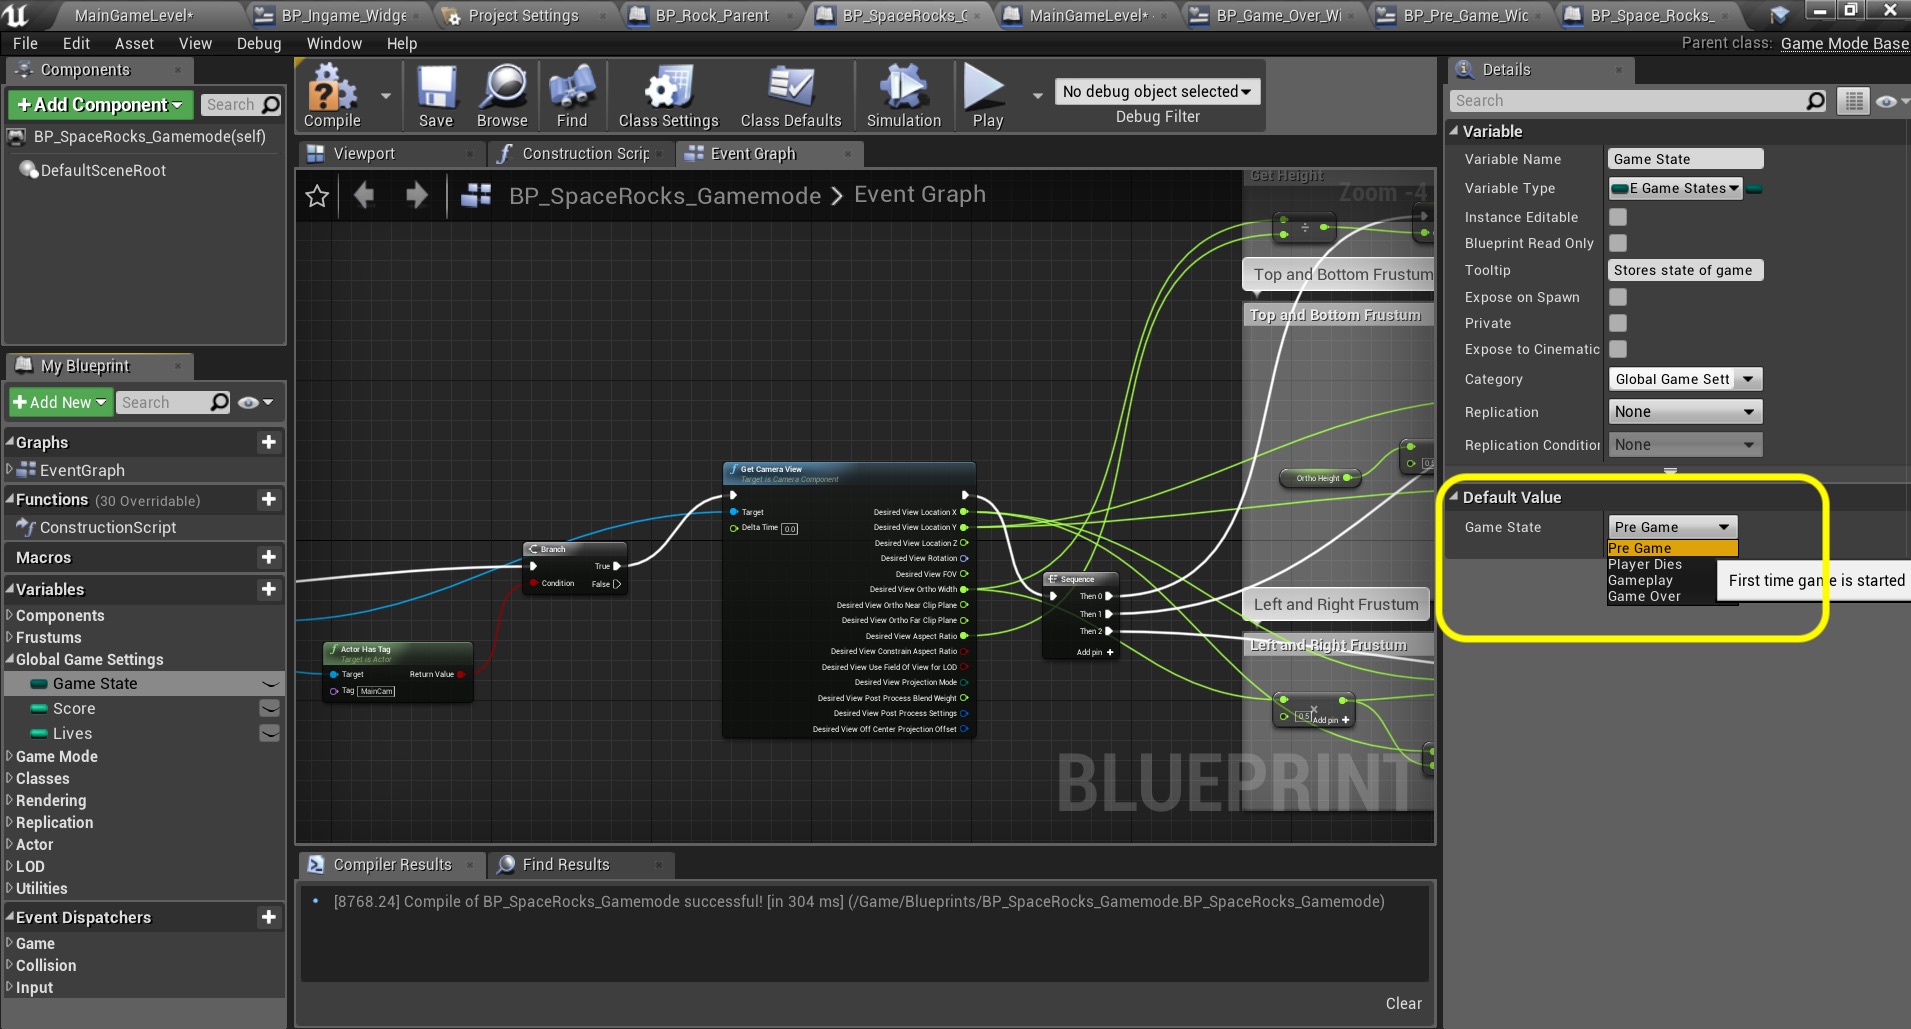 MainGameLevel*
BP_Ingame_Widge
Project Settings
BP_Rock_Parent
BP_SpaceRocks_G
MainGameLevel*
BP_Game_Over_Wi
BP_Pre_Game_Wid
BP_Space_Rocks_
File Edit Asset View Debug Window Help
Parent class: Game Mode Base
Components
+Add Component
Search
BP_SpaceRocks_Gamemode(self)
DefaultSceneRoot
My Blueprint
+Add New
Search
Graphs
EventGraph
Functions (30 Overridable)
ConstructionScript
Macros
Variables
Components
Frustums
Global Game Settings
Game State
Score
Lives
Game Mode
Classes
Rendering
Replication
Actor
LOD
Utilities
Event Dispatchers
Game
Collision
Input
Compile
Save
Browse
Find
Class Settings
Class Defaults
Simulation
Play
No debug object selected
Debug Filter
Viewport
Construction Scrip
Event Graph
BP_SpaceRocks_Gamemode > Event Graph
Zoom -4
Get Height
÷
Top and Bottom Frustum
Top and Bottom Frustum
Ortho Height
Get Camera View
Target is Camera Component
Target
Delta Time 0.0
Desired View Location X
Desired View Location Y
Desired View Location Z
Desired View Rotation
Desired View FOV
Desired View Ortho Width
Desired View Ortho Near Clip Plane
Desired View Ortho Far Clip Plane
Desired View Aspect Ratio
Desired View Constrain Aspect Ratio
Desired View Use Field Of View for LOD
Desired View Projection Mode
Desired View Post Process Blend Weight
Desired View Post Process Settings
Desired View Off Center Projection Offset
Branch
True
Condition
False
Actor Has Tag
Target is Actor
Target
Return Value
Tag MainCam
Sequence
Then 0
Then 1
Then 2
Add pin +
Left and Right Frustum
Left and Right Frustum
0.5
×
Add pin +
BLUEPRINT
Compiler Results
Find Results
[8768.24] Compile of BP_SpaceRocks_Gamemode successful! [in 304 ms] (/Game/Blueprints/BP_SpaceRocks_Gamemode.BP_SpaceRocks_Gamemode)
Clear
Details
Search
Variable
Variable Name Game State
Variable Type E Game States
Instance Editable
Blueprint Read Only
Tooltip Stores state of game
Expose on Spawn
Private
Expose to Cinematic
Category Global Game Sett
Replication None
Replication Condition None
Default Value
Game State Pre Game
Pre Game
Player Dies
Gameplay
Game Over
First time game is started